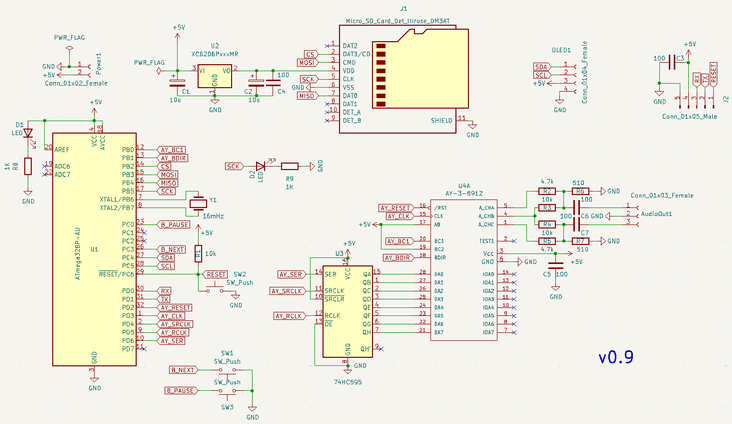 J1
Micro_SD_Card_Det_Hirose_DM3AT
PWR_FLAG
Power1
GND
+5V
Conn_01x02_Female
+5V
U2
XC6206PxxxMR
PWR_FLAG
VI
VO
GND
C1
10u
C2
10u
100
C4
GND
CS
MOSI
SCK
GND
MISO
DAT2
DAT3/CD
CMD
VDD
CLK
VSS
DAT0
DAT1
DET_A
DET_B
SHIELD
11
GND
OLED1
SDA
SCL
+5V
GND
Conn_01x04_Female
+5V
100
C3
GND
RX
TX
RESET
J2
Conn_01x05_Male
D1
LED
R8
1K
GND
+5V
VCC
AVCC
AREF
ADC6
ADC7
U1
ATmega328P-AU
GND
GND
PB0
PB1
PB2
PB3
PB4
PB5
XTAL1/PB6
XTAL2/PB7
PC0
PC1
PC2
PC3
PC4
PC5
RESET/PC6
PD0
PD1
PD2
PD3
PD4
PD5
PD6
PD7
AY_BC1
AY_BDIR
CS
MOSI
MISO
SCK
Y1
16mHz
B_PAUSE
+5V
10k
B_NEXT
SDA
SCL
RESET
SW2
SW_Push
GND
RX
TX
AY_RESET
AY_CLK
AY_SRCLK
AY_RCLK
AY_SER
SCK
D2
LED
R9
1K
GND
SW1
SW_Push
B_NEXT
SW_Push
B_PAUSE
SW3
GND
U3
+5V
AY_SER
AY_SRCLK
AY_RCLK
SER
SRCLK
SRCLR
RCLK
OE
QA
QB
QC
QD
QE
QF
QG
QH
QH'
VCC
GND
GND
74HC595
U4A
AY-3-8912
AY_RESET
AY_CLK
+5V
AY_BC1
AY_BDIR
/RST
CLK
A8
BC1
BC2
BDIR
DA0
DA1
DA2
DA3
DA4
DA5
DA6
DA7
A_CHA
A_CHB
A_CHC
TEST1
Vcc
GND
IOA0
IOA1
IOA2
IOA3
IOA4
IOA5
IOA6
IOA7
4.7k
R2
510
R6
GND
R3
10k
100
C6
GND
R4
10k
100
C7
R5
4.7k
R7
510
GND
+5V
GND
C5
100
GND
Conn_01x03_Female
AudioOut1
v0.9